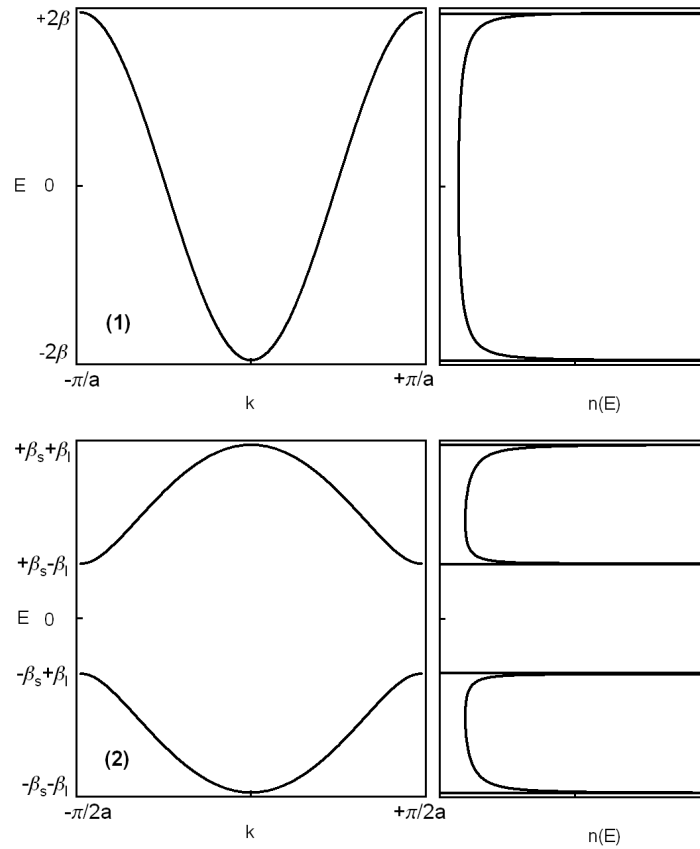 +2β
E 0
(1)
-2β
-π/a +π/a
k n(E)
+βs+βl
+βs-βl
E 0
-βs+βl
(2)
-βs-βl
-π/2a +π/2a
k n(E)